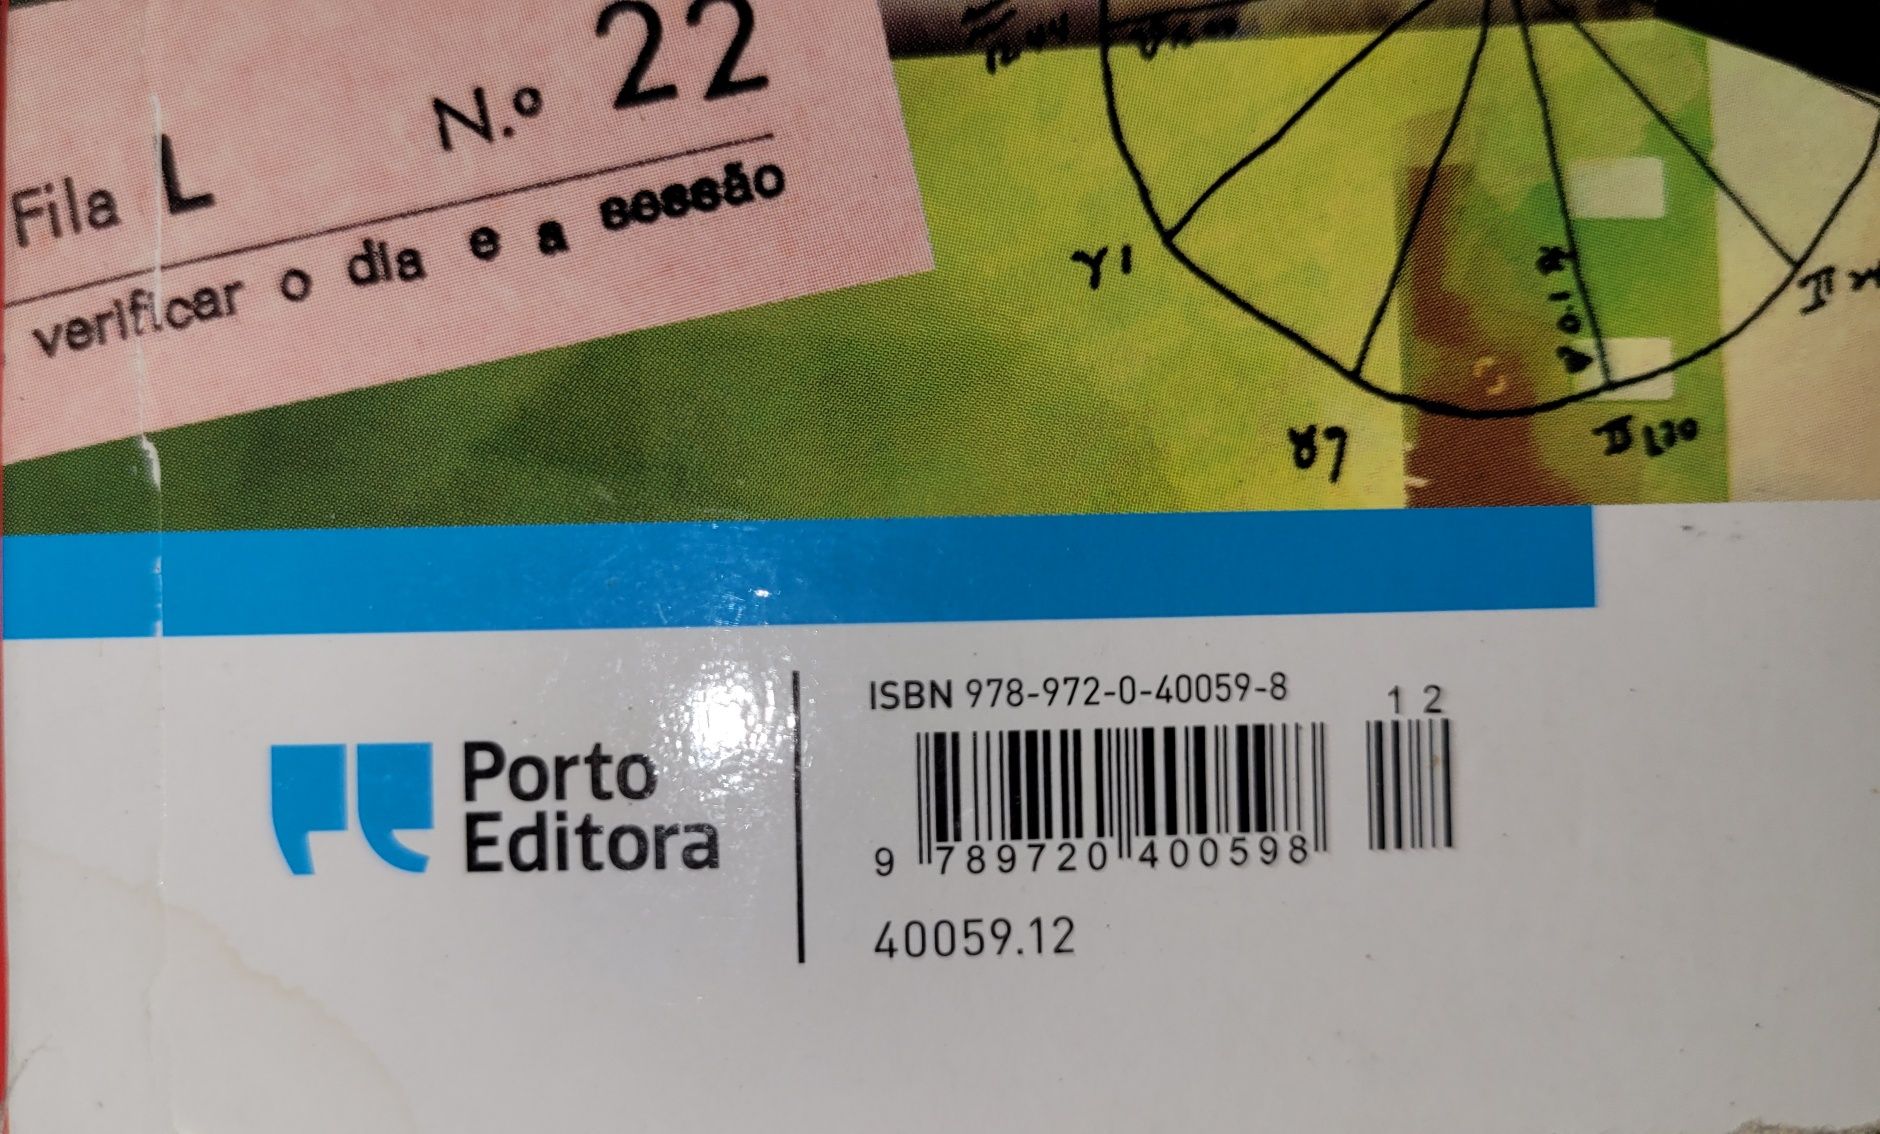 Fila L N.º 22
verificar o dia e a sessão
Porto
Editora
ISBN 978-972-0-40059-8
1 2
9 789720 400598
40059.12